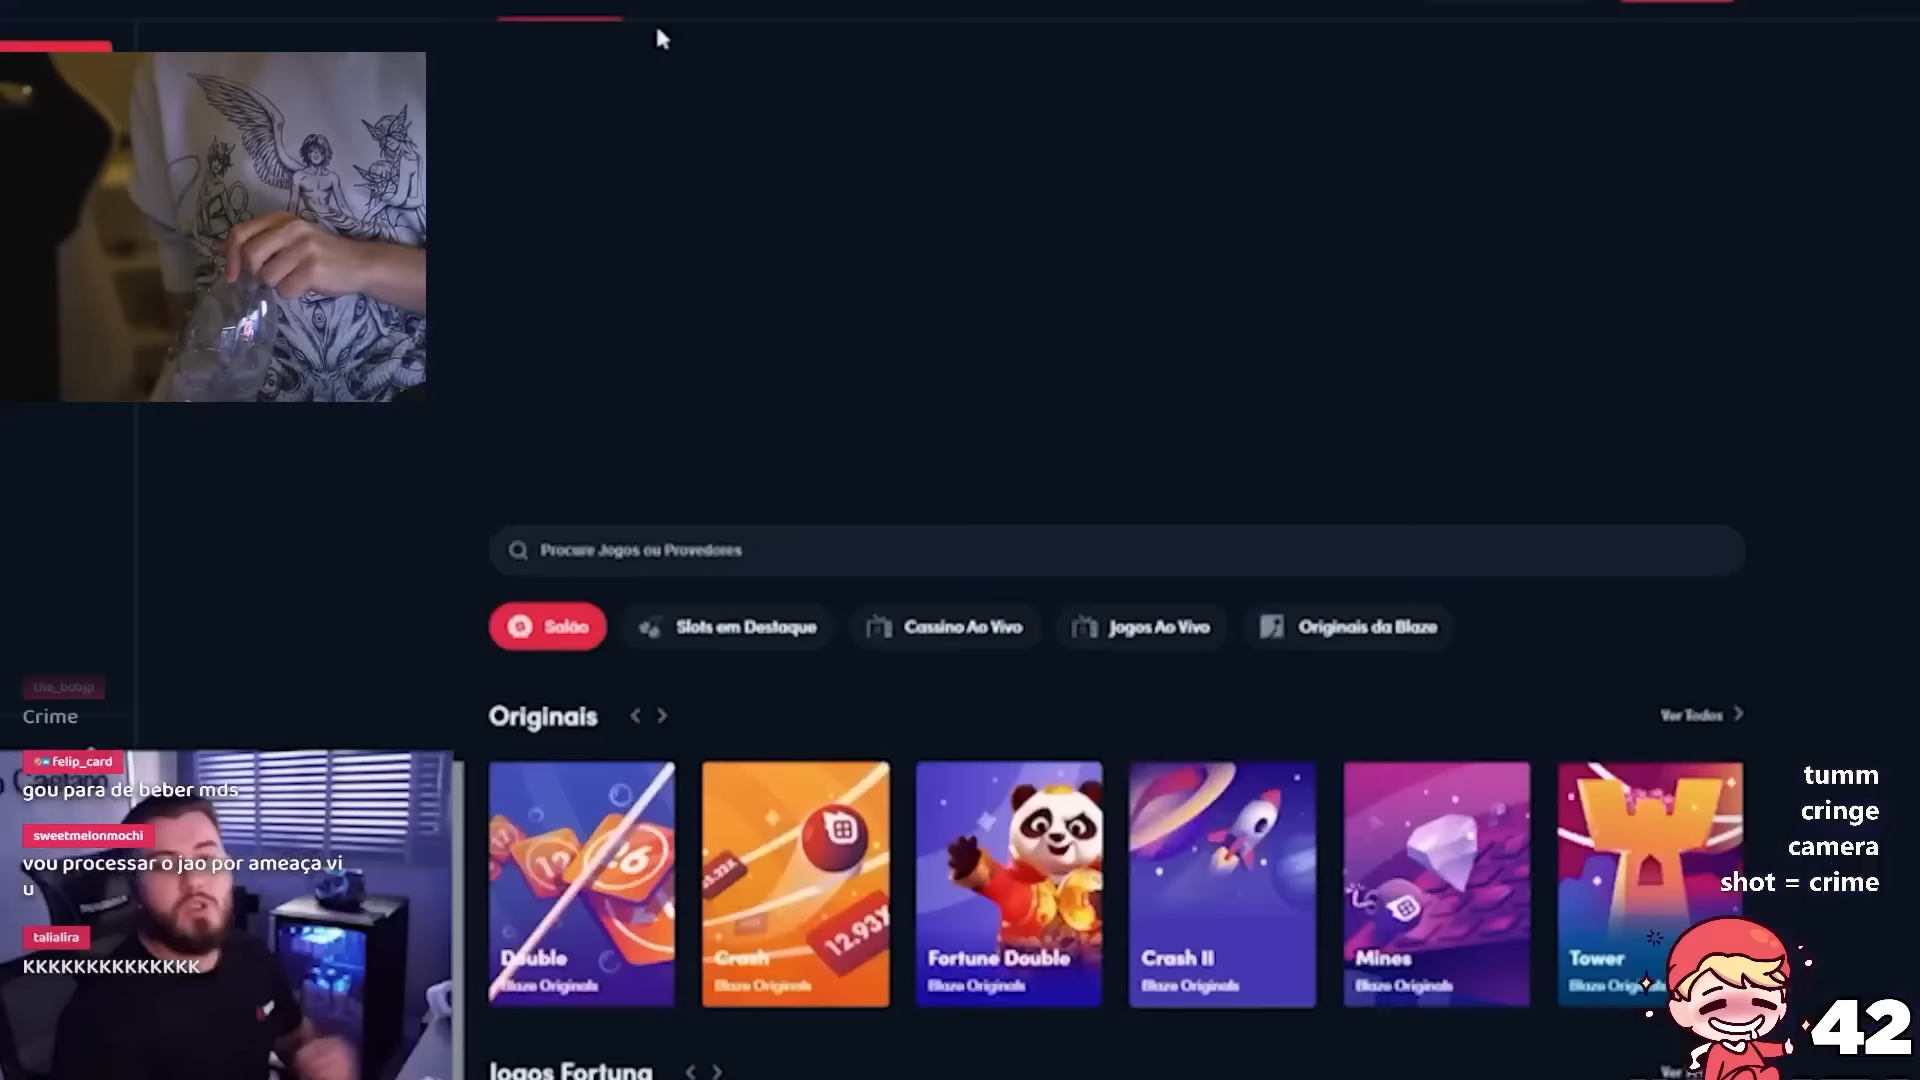 Procure Jogos ou Provedores
Salão
Slots em Destaque
Cassino Ao Vivo
Jogos Ao Vivo
Originais da Blaze
Originais
Ver Todos
Double
Blaze Originals
Crash
Blaze Originals
12.93X
Fortune Double
Blaze Originals
Crash II
Blaze Originals
Mines
Blaze Originals
Tower
Blaze Originals
Jogos Fortuna
the_bobjp
Crime
felip_card
gou para de beber mds
sweetmelonmochi
vou processar o jao por ameaça vi
u
talialira
KKKKKKKKKKKKKK
tumm
cringe
camera
shot = crime
42